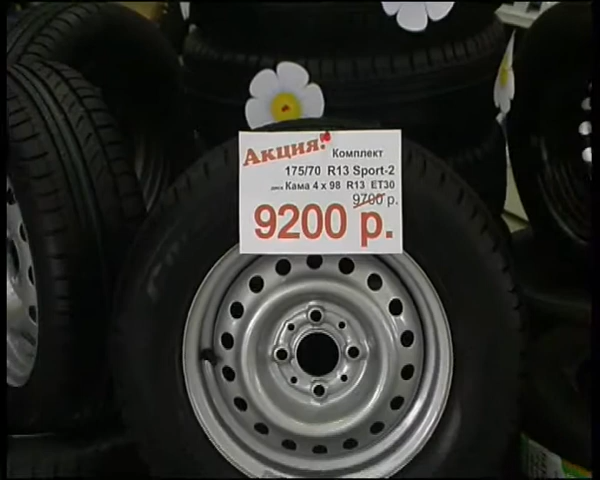 Акция! Комплект
175/70 R13 Sport-2
диск Кама 4 x 98 R13 ET30
9700 р.
9200 р.